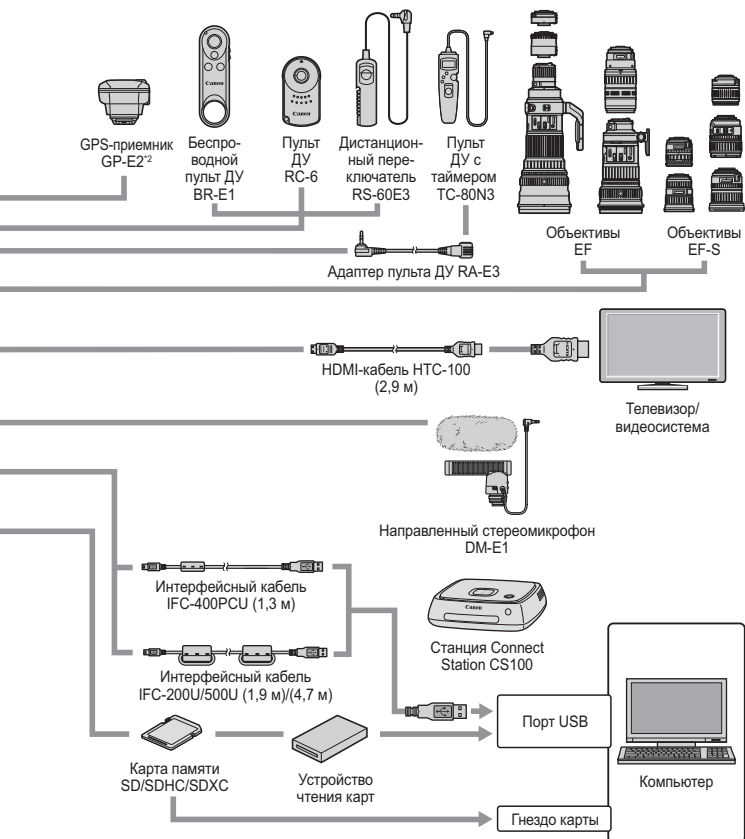 GPS-приемник
GP-E2*2
Беспро-
водной
пульт ДУ
BR-E1
Пульт
ДУ
RC-6
Дистанцион-
ный пере-
ключатель
RS-60E3
Пульт
ДУ с
таймером
TC-80N3
Canon
Canon
Объективы
EF
Объективы
EF-S
Адаптер пульта ДУ RA-E3
HDMI-кабель HTC-100
(2,9 м)
Телевизор/
видеосистема
Направленный стереомикрофон
DM-E1
Интерфейсный кабель
IFC-400PCU (1,3 м)
Canon
Станция Connect
Station CS100
Интерфейсный кабель
IFC-200U/500U (1,9 м)/(4,7 м)
Порт USB
Компьютер
Карта памяти
SD/SDHC/SDXC
Устройство
чтения карт
Гнездо карты